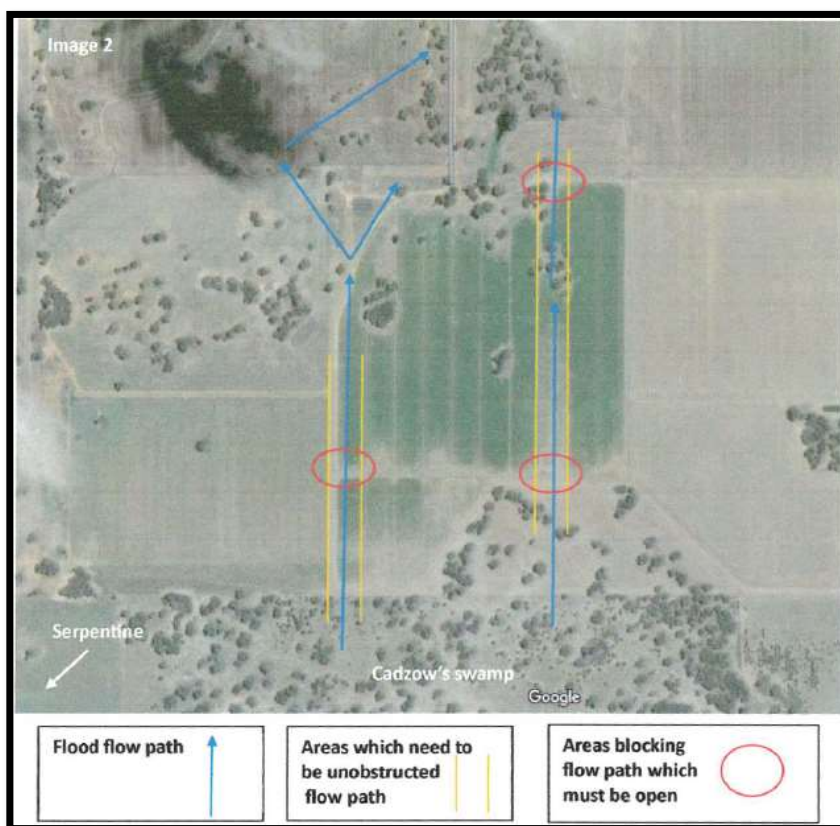 Image 2
Serpentine
Cadzow's swamp
Google
Flood flow path
Areas which need to
be unobstructed
flow path
Areas blocking
flow path which
must be open